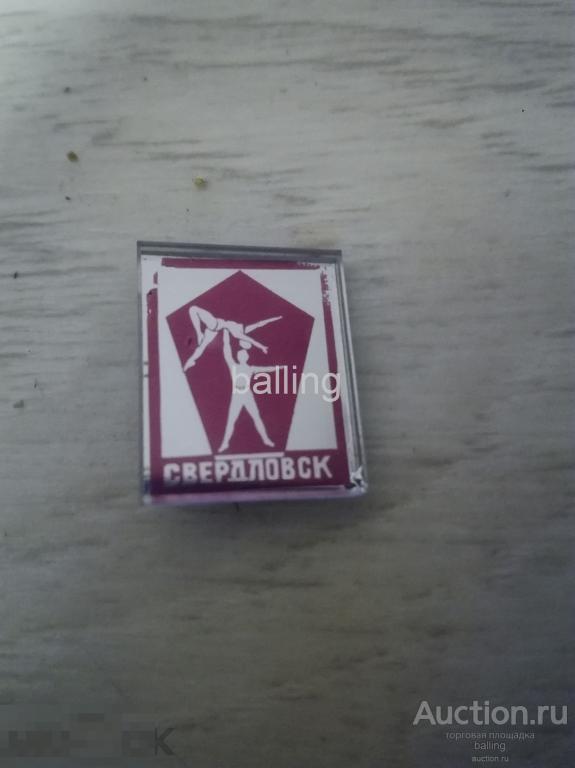 balling
СВЕРДЛОВСК
Auction.ru
торговая площадка
balling
auction.ru